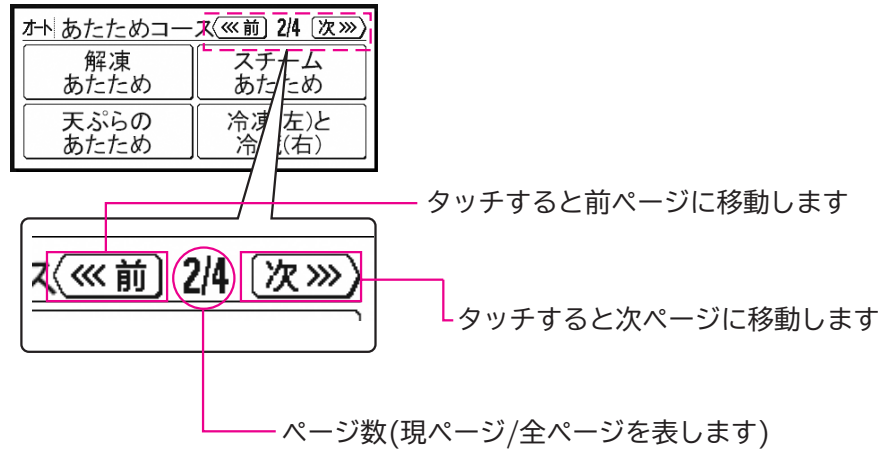 オート あたためコース 《前 2/4 次》
解凍
あたため
スチーム
あたため
天ぷらの
あたため
冷凍(左)と
冷蔵(右)
タッチすると前ページに移動します
ス 《前 2/4 次》
タッチすると次ページに移動します
ページ数(現ページ/全ページを表します)